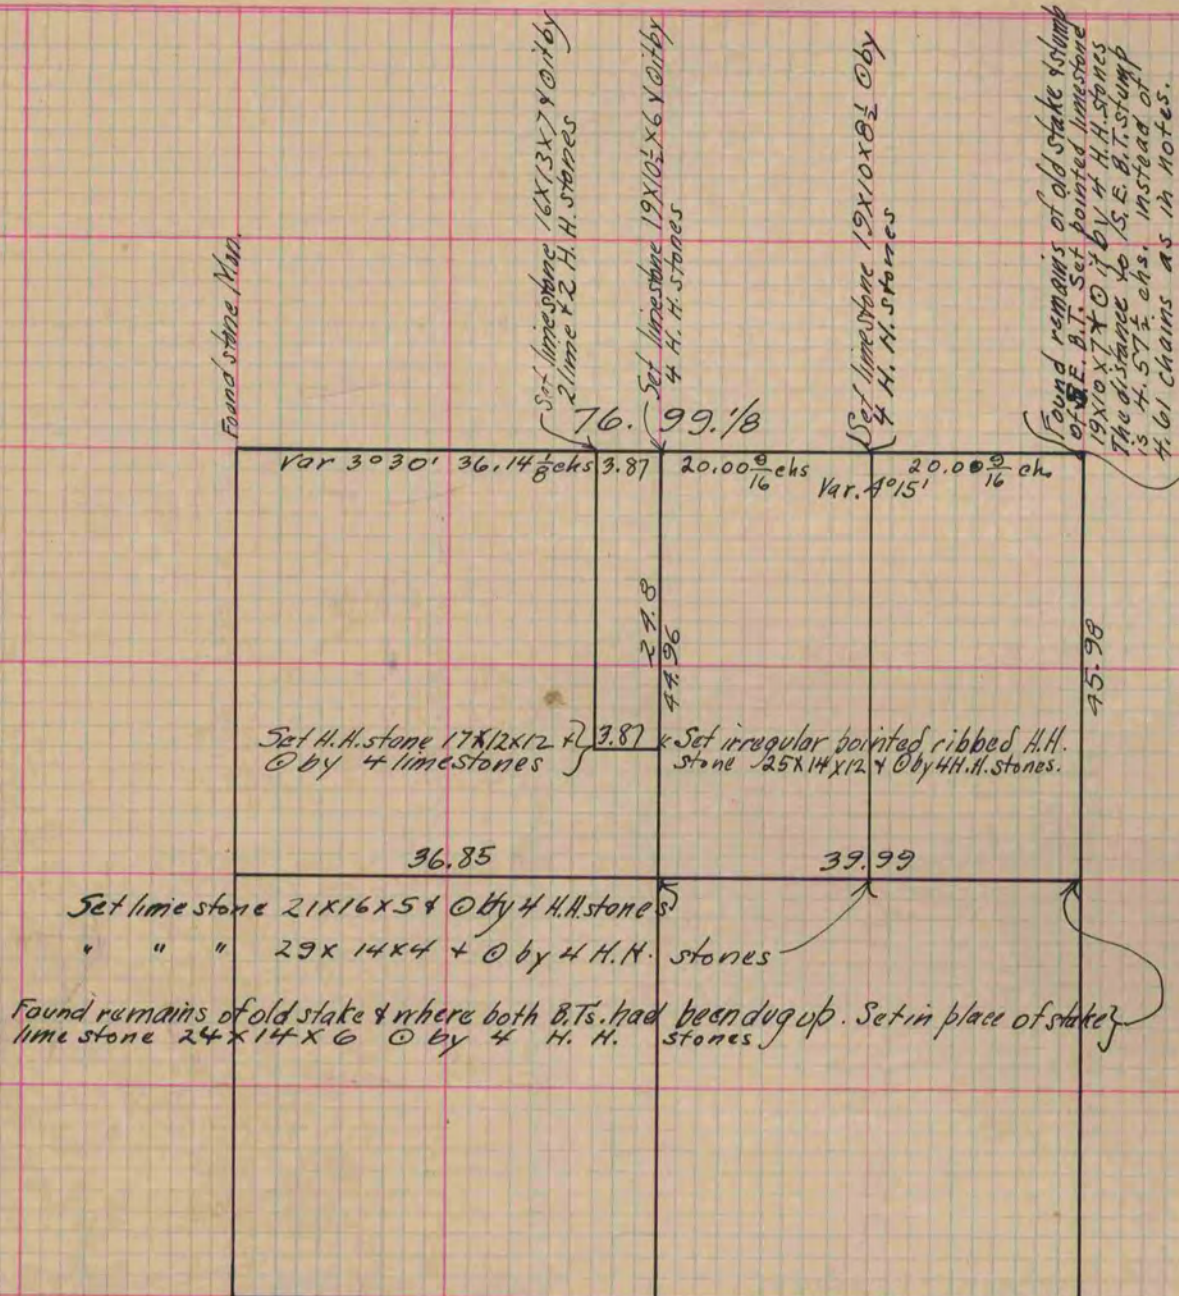 Found stone Mon.
Set limestone 16X13X7 & ⊙ it by
2 lime & 2 H.H. stones
Set limestone 19X10½X6 & ⊙ it by
4 H.H. stones
Set limestone 19X10X8½ ⊙ by
4 H.H. stones
Found remains of old stake & stump
of S.E. B.T. Set pointed limestone
19X10X7 & ⊙ it by 4 H.H. stones
The distance to S.E. B.T. stump
is 4.57½ chs. instead of
4.61 chains as in notes.
76. 99.1/8
Var 3°30' 36.14⅛ chs 3.87 20.00 9/16 chs 20.00 9/16 ch.
Var. 4°15'
24.8
44.96
45.98
Set H.H. stone 17X12X12 &
⊙ by 4 limestones
3.87
Set irregular pointed ribbed H.H.
stone 25X14X12 & ⊙ by 4 H.H. stones.
36.85 39.99
Set lime stone 21X16X5 & ⊙ by 4 H.H. stones
" " " 29X14X4 + ⊙ by 4 H.H. stones
Found remains of old stake & where both B.Ts. had been dug up. Set in place of stake
lime stone 24X14X6 ⊙ by 4 H. H. stones.